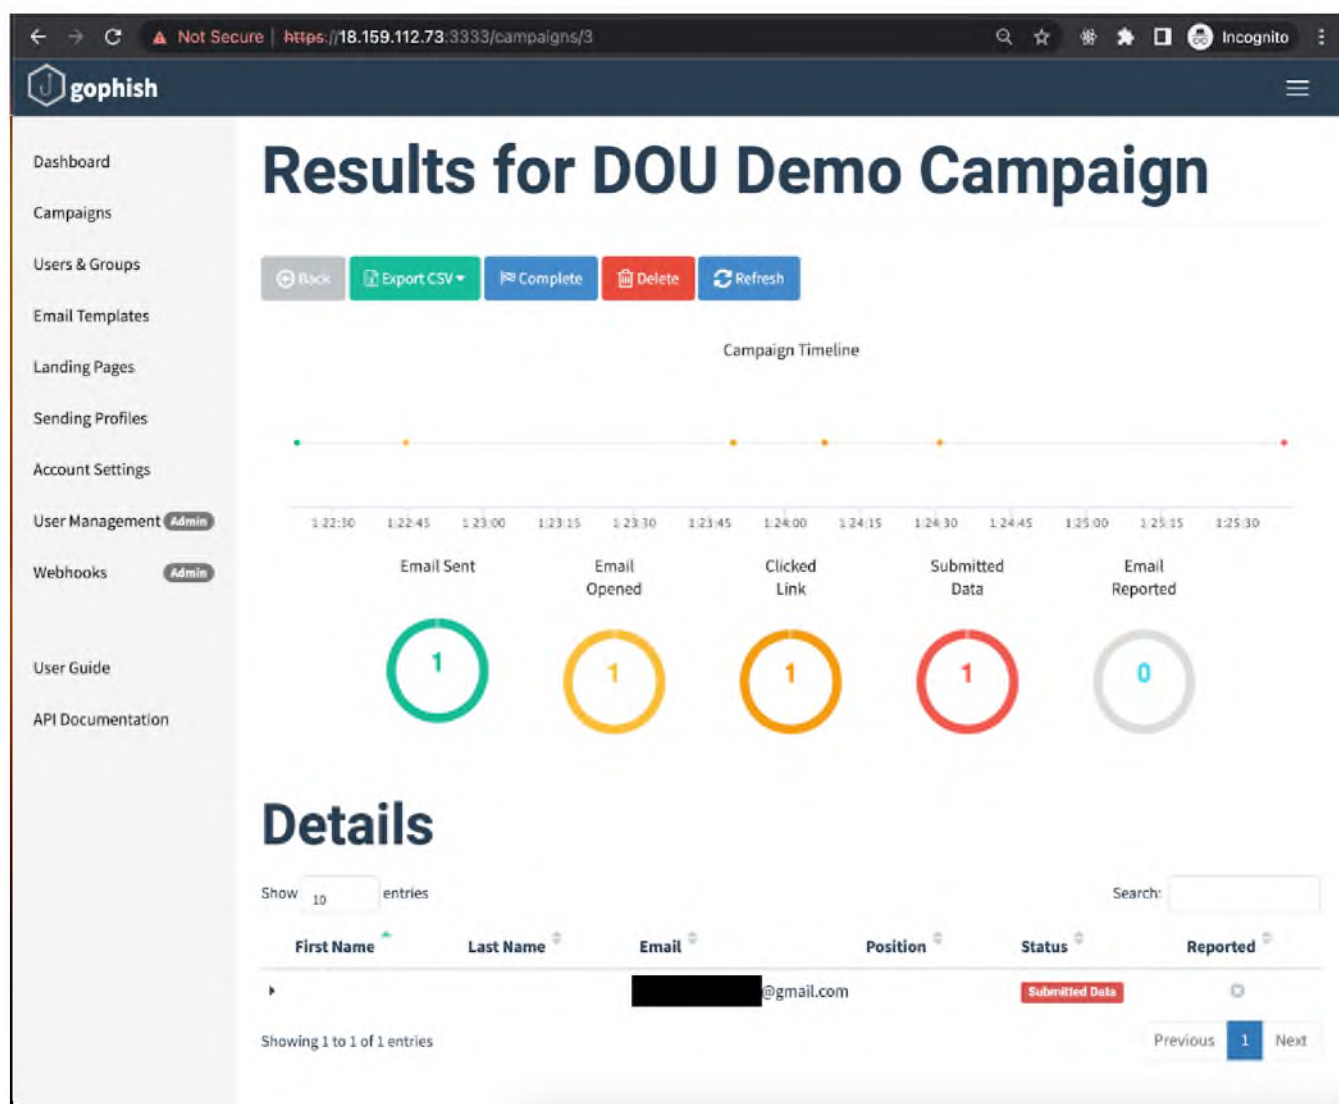 Not Secure | https://18.159.112.73:3333/campaigns/3 Incognito
gophish
Dashboard
Campaigns
Users & Groups
Email Templates
Landing Pages
Sending Profiles
Account Settings
User Management Admin
Webhooks Admin
User Guide
API Documentation
Results for DOU Demo Campaign
Back Export CSV Complete Delete Refresh
Campaign Timeline
1:22:30 1:22:45 1:23:00 1:23:15 1:23:30 1:23:45 1:24:00 1:24:15 1:24:30 1:24:45 1:25:00 1:25:15 1:25:30
Email Sent Email Opened Clicked Link Submitted Data Email Reported
1 1 1 1 0
Details
Show 10 entries Search:
First Name Last Name Email Position Status Reported
@gmail.com Submitted Data
Showing 1 to 1 of 1 entries Previous 1 Next